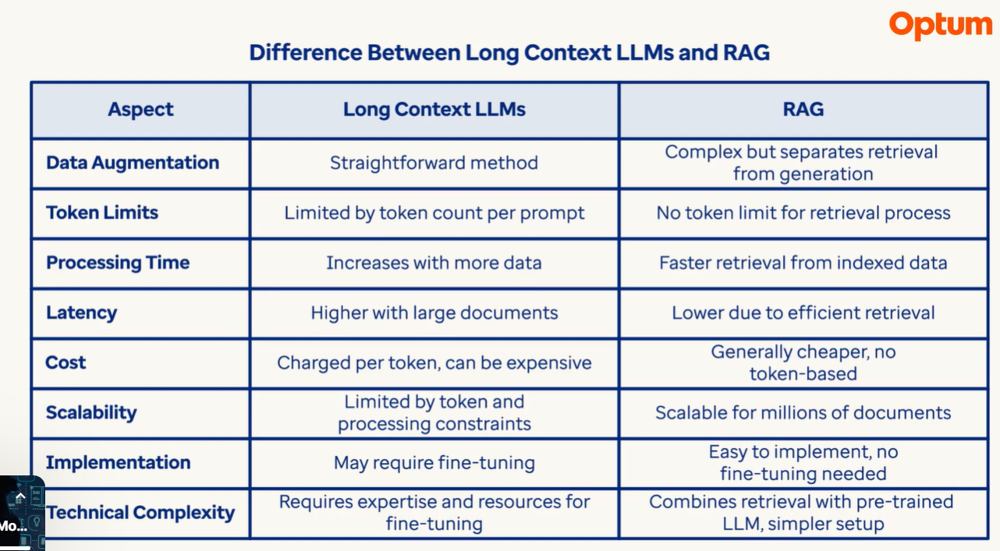 Optum
Difference Between Long Context LLMs and RAG
Aspect
Long Context LLMs
RAG
Data Augmentation
Straightforward method
Complex but separates retrieval
from generation
Token Limits
Limited by token count per prompt
No token limit for retrieval process
Processing Time
Increases with more data
Faster retrieval from indexed data
Latency
Higher with large documents
Lower due to efficient retrieval
Cost
Charged per token, can be expensive
Generally cheaper, no
token-based
Scalability
Limited by token and
processing constraints
Scalable for millions of documents
Implementation
May require fine-tuning
Easy to implement, no
fine-tuning needed
Technical Complexity
Requires expertise and resources for
fine-tuning
Combines retrieval with pre-trained
LLM, simpler setup
Mo...